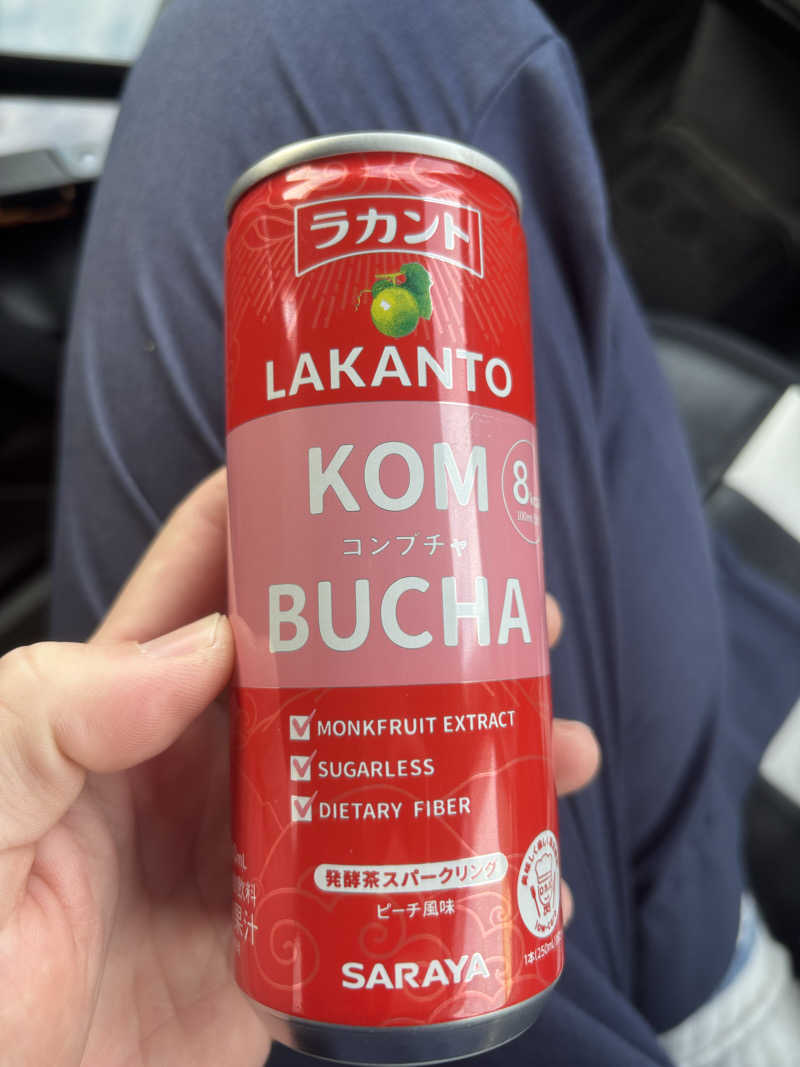 ラカント
LAKANTO
KOM
8
コンブチャ
BUCHA
MONKFRUIT EXTRACT
SUGARLESS
DIETARY FIBER
発酵茶スパークリング
ピーチ風味
SARAYA